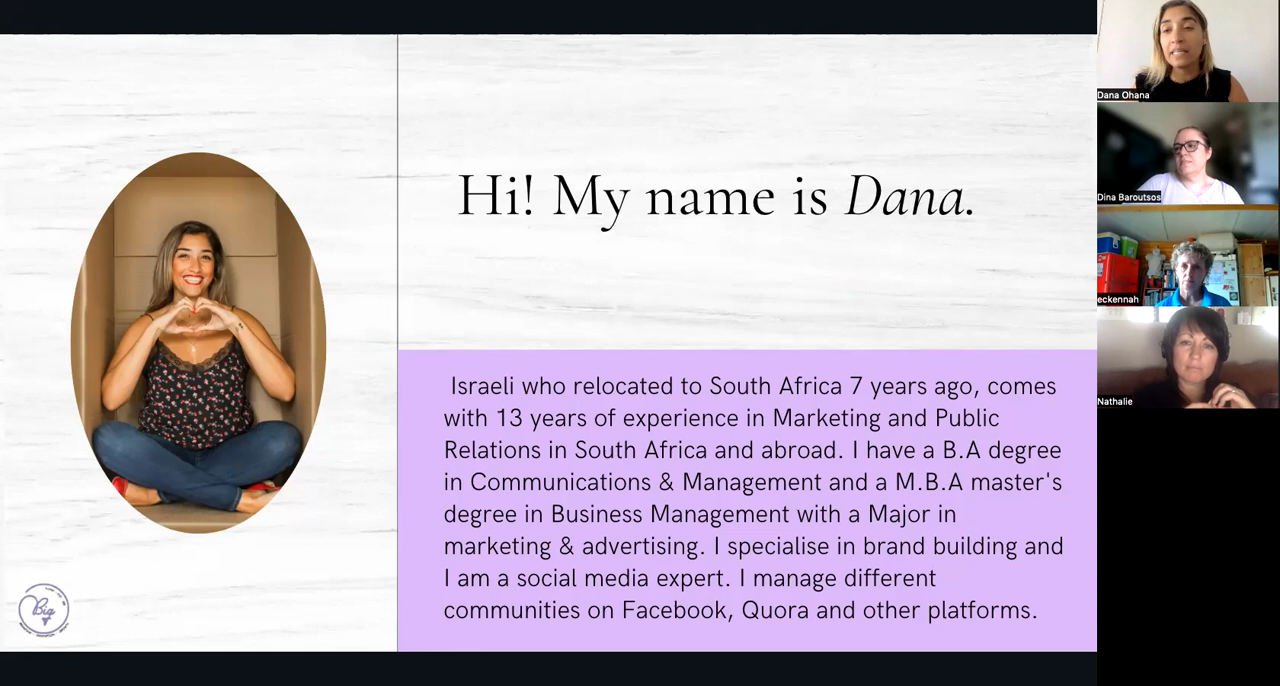 Hi! My name is Dana.
Israeli who relocated to South Africa 7 years ago, comes
with 13 years of experience in Marketing and Public
Relations in South Africa and abroad. I have a B.A degree
in Communications & Management and a M.B.A master's
degree in Business Management with a Major in
marketing & advertising. I specialise in brand building and
I am a social media expert. I manage different
communities on Facebook, Quora and other platforms.
Big
Dana Ohana
Dina Baroutsos
eckennah
Nathalie